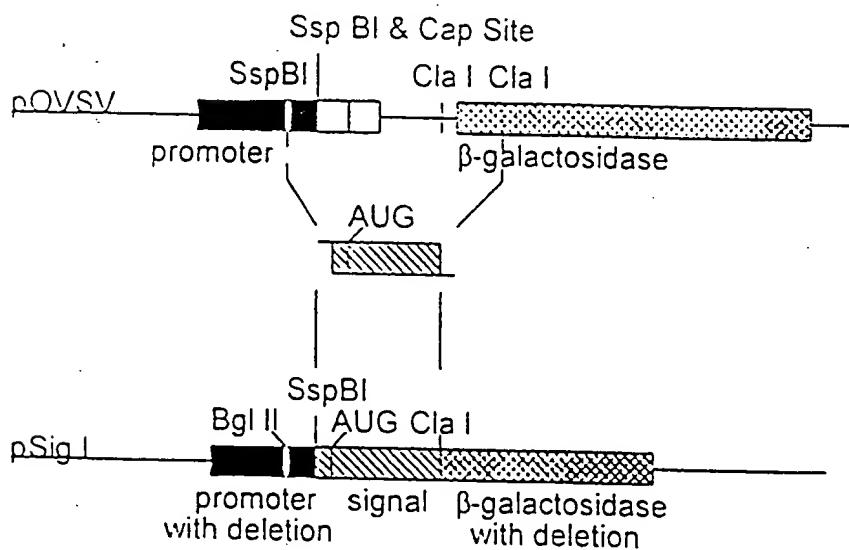 Ssp BI & Cap Site
SspBI
Cla I Cla I
pOVSV
promoter
β-galactosidase
AUG
SspBI
Bgl II
AUG Cla I
pSig I
promoter
with deletion
signal
β-galactosidase
with deletion